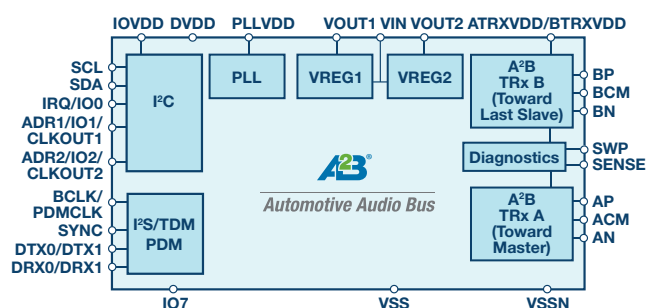 IOVDD DVDD PLLVDD VOUT1 VIN VOUT2 ATRXVDD/BTRXVDD
SCL
SDA
IRQ/IO0
ADR1/IO1/
CLKOUT1
ADR2/IO2/
CLKOUT2
BCLK/
PDMCLK
SYNC
DTX0/DTX1
DRX0/DRX1
I²C
I²S/TDM
PDM
PLL
VREG1
VREG2
A²B
TRx B
(Toward
Last Slave)
Diagnostics
A²B
TRx A
(Toward
Master)
A2B®
Automotive Audio Bus
BP
BCM
BN
SWP
SENSE
AP
ACM
AN
IO7 VSS VSSN